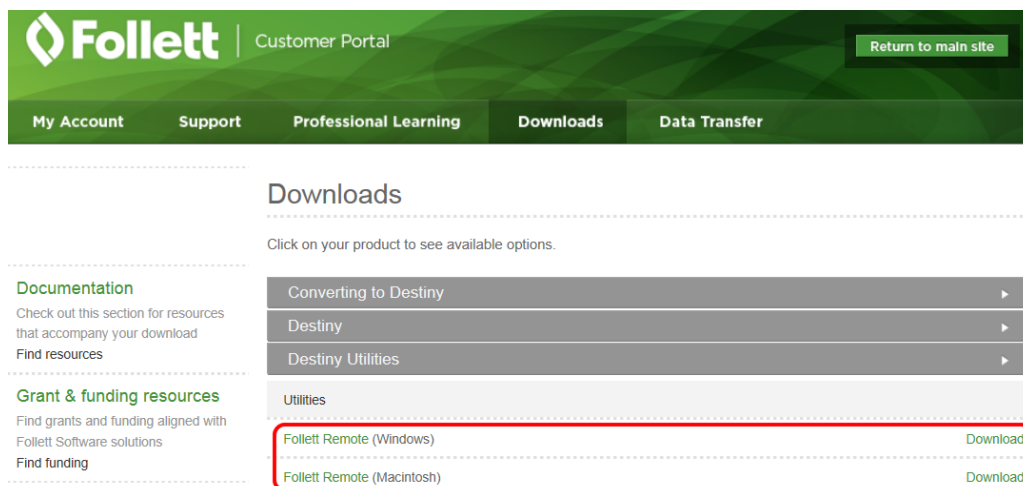 Follett | Customer Portal
Return to main site
My Account Support Professional Learning Downloads Data Transfer
Downloads
Click on your product to see available options.
Documentation
Check out this section for resources
that accompany your download
Find resources
Grant & funding resources
Find grants and funding aligned with
Follett Software solutions
Find funding
Converting to Destiny
Destiny
Destiny Utilities
Utilities
Follett Remote (Windows) Download
Follett Remote (Macintosh) Download